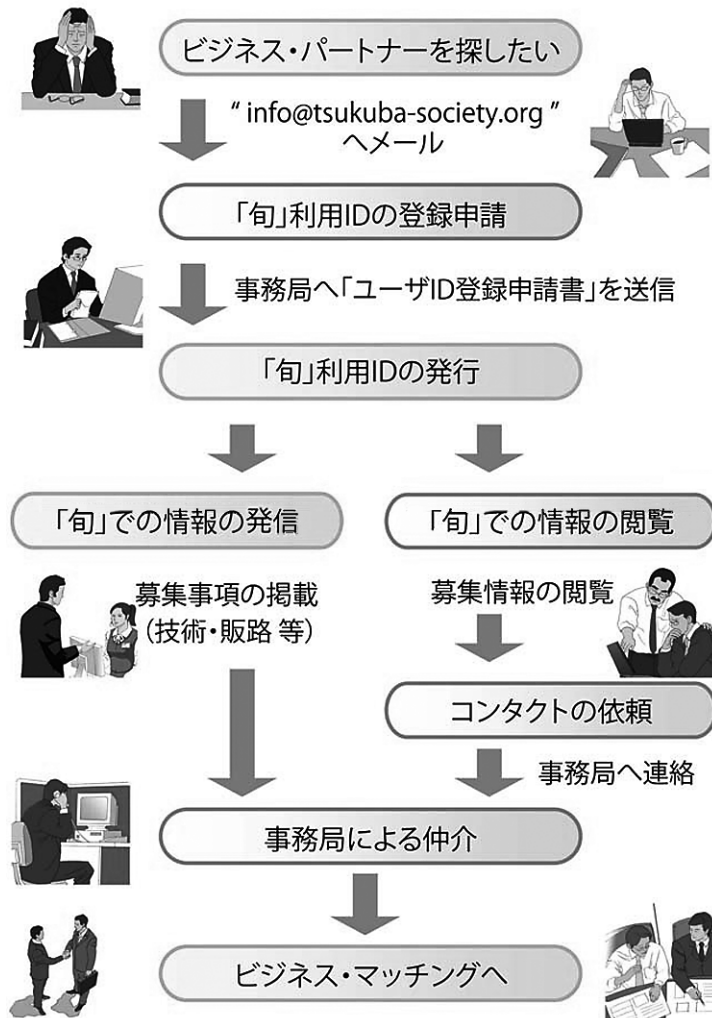 ビジネス・パートナーを探したい
“ info@tsukuba-society.org ”
へメール
「旬」利用IDの登録申請
事務局へ「ユーザID登録申請書」を送信
「旬」利用IDの発行
「旬」での情報の発信
「旬」での情報の閲覧
募集事項の掲載
（技術・販路 等）
募集情報の閲覧
コンタクトの依頼
事務局へ連絡
事務局による仲介
ビジネス・マッチングへ